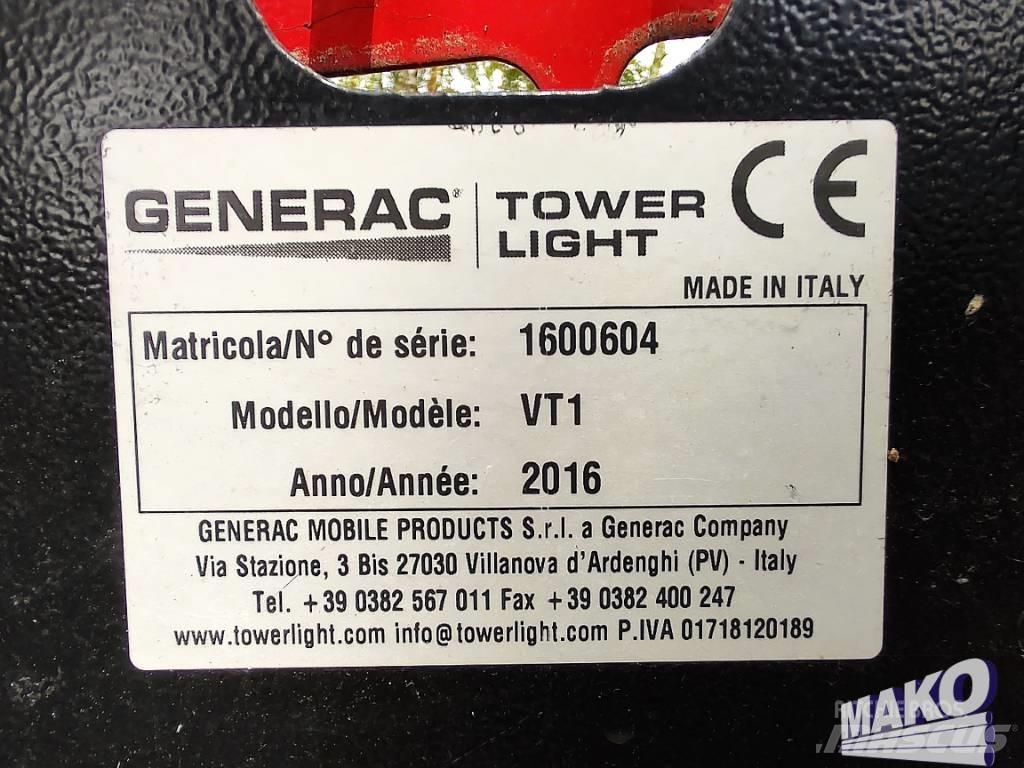 GENERAC® | TOWER LIGHT CE
MADE IN ITALY
Matricola/N° de série: 1600604
Modello/Modèle: VT1
Anno/Année: 2016
GENERAC MOBILE PRODUCTS S.r.l. a Generac Company
Via Stazione, 3 Bis 27030 Villanova d'Ardenghi (PV) - Italy
Tel. +39 0382 567 011 Fax +39 0382 400 247
www.towerlight.com info@towerlight.com P.IVA 01718120189
MAKO